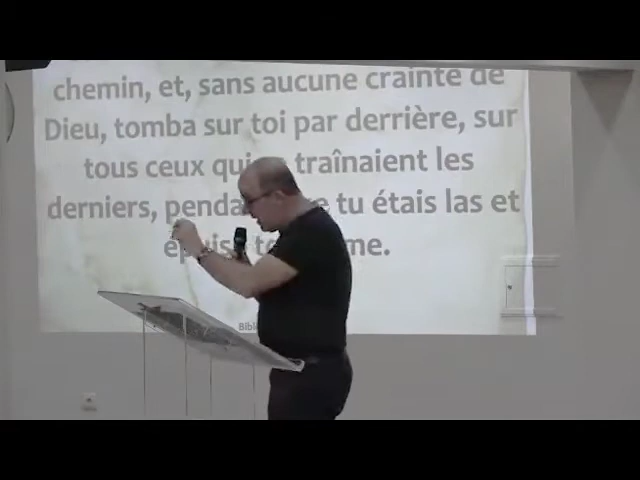 chemin, et, sans aucune crainte de
Dieu, tomba sur toi par derrière, sur
tous ceux qui traînaient les
derniers, tu étais las et